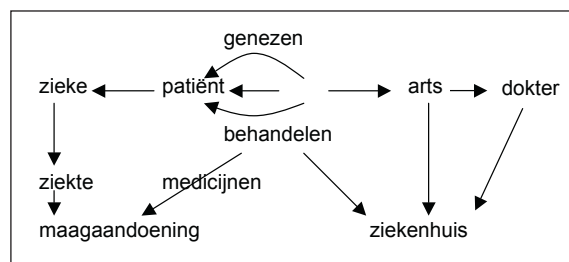 genezen
zieke patiënt arts dokter
behandelen
ziekte medicijnen
maagaandoening ziekenhuis